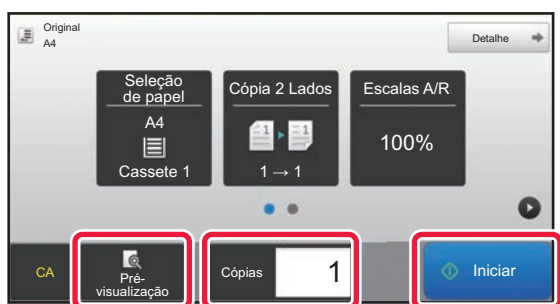 Original
A4
Detalhe
Seleção
de papel
A4
Cassete 1
Cópia 2 Lados
1 → 1
Escalas A/R
100%
CA
Pré-
visualização
Cópias
1
Iniciar